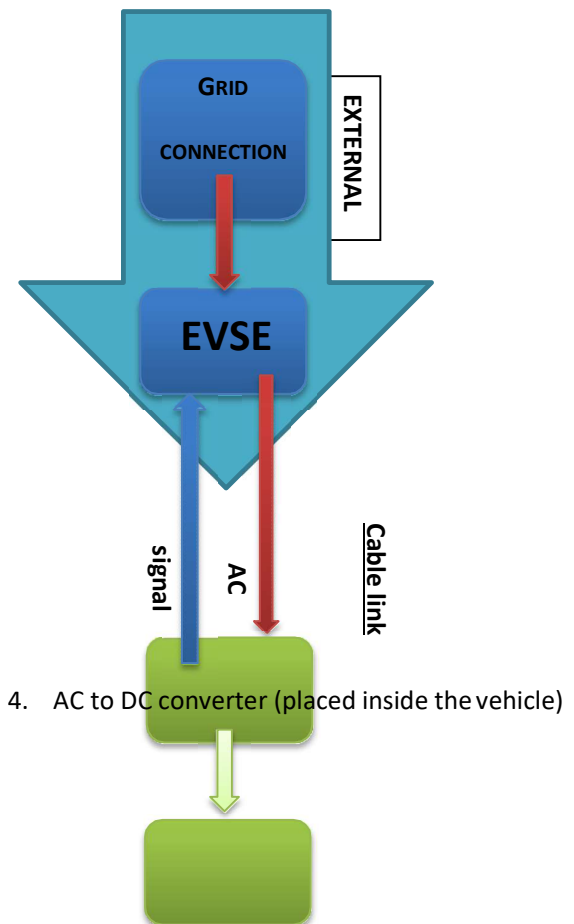 GRID
CONNECTION
EXTERNAL
EVSE
signal
AC
Cable link
4. AC to DC converter (placed inside the vehicle)